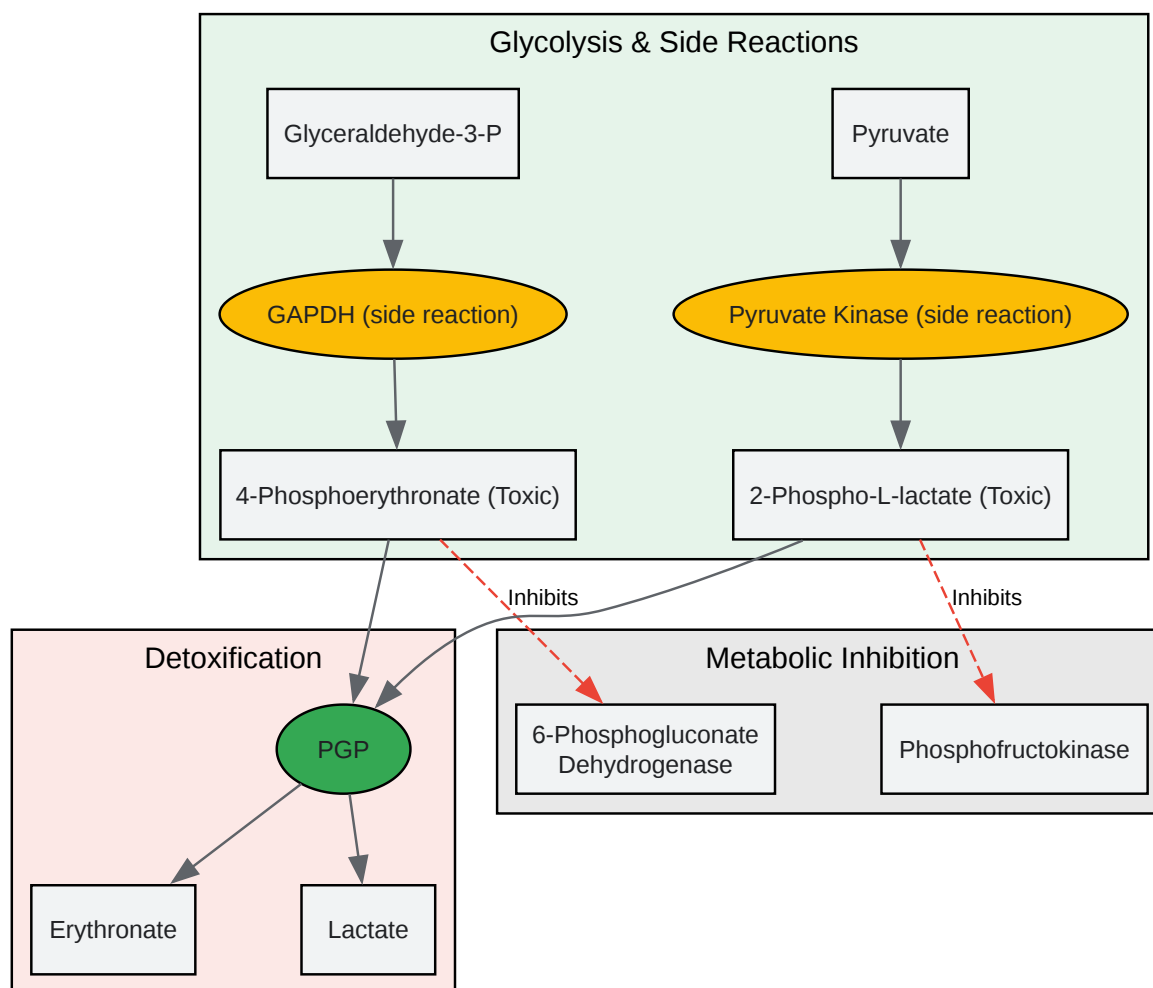 Glycolysis & Side Reactions
Glyceraldehyde-3-P
Pyruvate
GAPDH (side reaction)
Pyruvate Kinase (side reaction)
4-Phosphoerythronate (Toxic)
2-Phospho-L-lactate (Toxic)
Inhibits
Inhibits
Detoxification
Metabolic Inhibition
PGP
6-Phosphogluconate
Dehydrogenase
Phosphofructokinase
Erythronate
Lactate